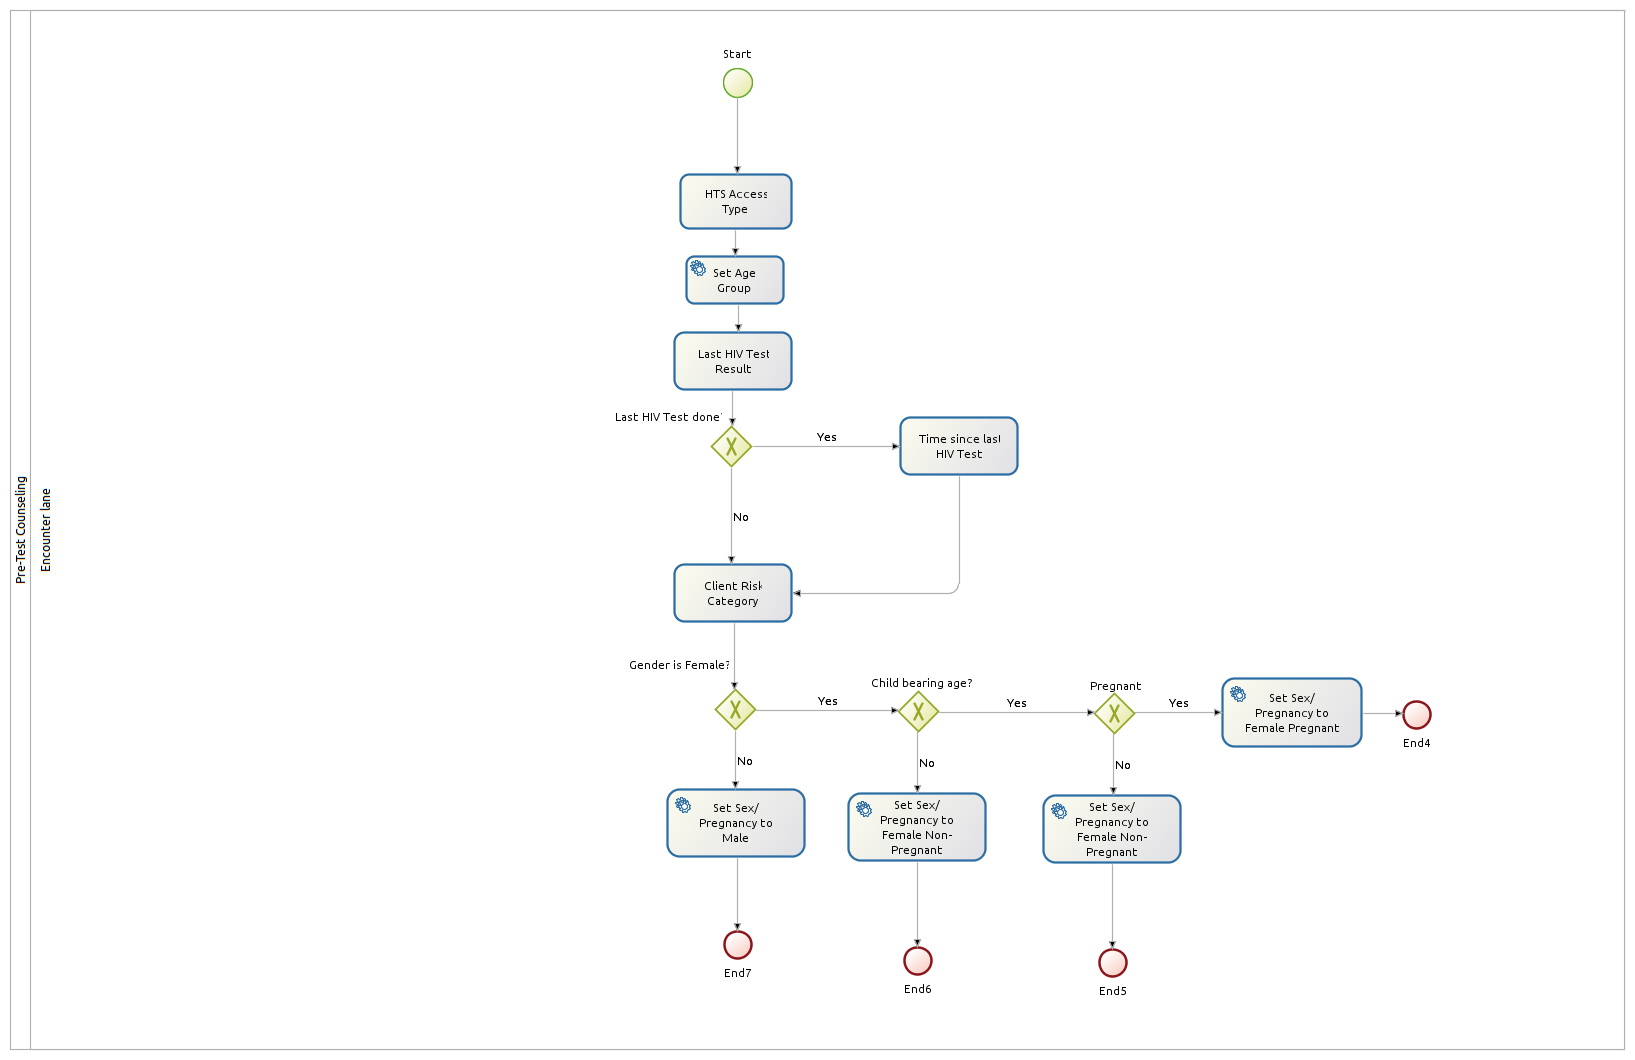 Start
HTS Access
Type
Set Age
Group
Last HIV Test
Result
Last HIV Test done?
Yes
Time since last
HIV Test
No
Pre-Test Counseling
Encounter lane
Client Risk
Category
Gender is Female?
Yes
Child bearing age?
Yes
Pregnant
Yes
Set Sex/
Pregnancy to
Female Pregnant
End4
No
No
No
Set Sex/
Pregnancy to
Male
Set Sex/
Pregnancy to
Female Non-
Pregnant
Set Sex/
Pregnancy to
Female Non-
Pregnant
End7
End6
End5